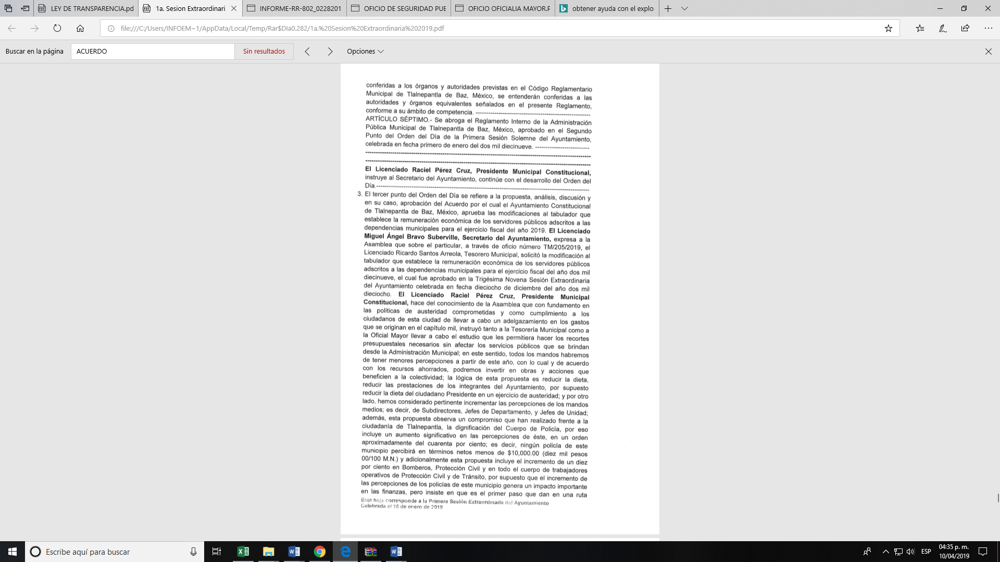 LEY DE TRANSPARENCIA.pd
1a. Sesion Extraordinari
INFORME-RR-802_0228201
OFICIO DE SEGURIDAD PUE
OFICIO OFICIALIA MAYOR.F
obtener ayuda con el explo
file:///C:/Users/INFOEM~1/AppData/Local/Temp/Rar$DIa0.282/1a.%20Sesion%20Extraordinaria%202019.pdf
Buscar en la página
ACUERDO
Sin resultados
Opciones
conferidas a los órganos y autoridades previstas en el Código Reglamentario
Municipal de Tlalnepantla de Baz, México, se entenderán conferidas a las
autoridades y órganos equivalentes señalados en el presente Reglamento,
conforme a su ámbito de competencia. ------------------------------------------------------
ARTÍCULO SÉPTIMO.- Se abroga el Reglamento Interno de la Administración
Pública Municipal de Tlalnepantla de Baz, México, aprobado en el Segundo
Punto del Orden del Día de la Primera Sesión Solemne del Ayuntamiento,
celebrada en fecha primero de enero del dos mil diecinueve. --------------------------
------------------------------------------------------------------------------------------------------------
------------------------------------------------------------------------------------------------------------
El Licenciado Raciel Pérez Cruz, Presidente Municipal Constitucional,
instruye al Secretario del Ayuntamiento, continúe con el desarrollo del Orden del
Día.------------------------------------------------------------------------------------------------------
3. El tercer punto del Orden del Día se refiere a la propuesta, análisis, discusión y
en su caso, aprobación del Acuerdo por el cual el Ayuntamiento Constitucional
de Tlalnepantla de Baz, México, aprueba las modificaciones al tabulador que
establece la remuneración económica de los servidores públicos adscritos a las
dependencias municipales para el ejercicio fiscal del año 2019. El Licenciado
Miguel Ángel Bravo Suberville, Secretario del Ayuntamiento, expresa a la
Asamblea que sobre el particular, a través de oficio número TM/205/2019, el
Licenciado Ricardo Santos Arreola, Tesorero Municipal, solicitó la modificación al
tabulador que establece la remuneración económica de los servidores públicos
adscritos a las dependencias municipales para el ejercicio fiscal del año dos mil
diecinueve, el cual fue aprobado en la Trigésima Novena Sesión Extraordinaria
del Ayuntamiento celebrada en fecha dieciocho de diciembre del año dos mil
dieciocho. El Licenciado Raciel Pérez Cruz, Presidente Municipal
Constitucional, hace del conocimiento de la Asamblea que con fundamento en
las políticas de austeridad comprometidas y como cumplimiento a los
ciudadanos de esta ciudad de llevar a cabo un adelgazamiento en los gastos
que se originan en el capítulo mil, instruyó tanto a la Tesorería Municipal como a
la Oficial Mayor llevar a cabo el estudio que les permitiera hacer los recortes
presupuestales necesarios sin afectar los servicios públicos que se brindan
desde la Administración Municipal; en este sentido, todos los mandos habremos
de tener menores percepciones a partir de este año, con lo cual y de acuerdo
con los recursos ahorrados, podremos invertir en obras y acciones que
beneficien a la colectividad; la lógica de esta propuesta es reducir la dieta,
reducir las prestaciones de los integrantes del Ayuntamiento, por supuesto
reducir la dieta del ciudadano Presidente en un ejercicio de austeridad; y por otro
lado, hemos considerado pertinente incrementar las percepciones de los mandos
medios; es decir, de Subdirectores, Jefes de Departamento, y Jefes de Unidad;
además, esta propuesta observa un compromiso que han realizado frente a la
ciudadanía de Tlalnepantla, la dignificación del Cuerpo de Policía, por eso
incluye un aumento significativo en las percepciones de éste, en un orden
aproximadamente del cuarenta por ciento; es decir, ningún policía de este
municipio percibirá en términos netos menos de $10,000.00 (diez mil pesos
00/100 M.N.) y adicionalmente esta propuesta incluye el incremento de un diez
por ciento en Bomberos, Protección Civil y en todo el cuerpo de trabajadores
operativos de Protección Civil y de Tránsito, por supuesto que el incremento de
las percepciones de los policías de este municipio genera un impacto importante
en las finanzas, pero insiste en que es el primer paso que dan en una ruta
Esta hoja corresponde a la Primera Sesión Extraordinaria del Ayuntamiento
Celebrada el 15 de enero de 2019
Escribe aquí para buscar
ESP
04:35 p. m.
10/04/2019